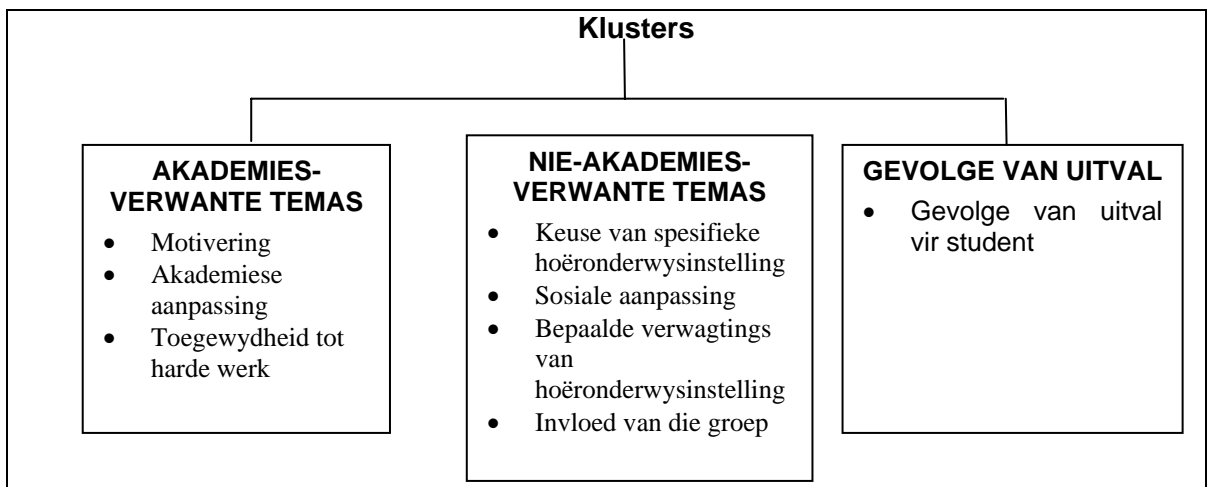 Klusters
AKADEMIES-
VERWANTE TEMAS
• Motivering
• Akademiese
aanpassing
• Toegewydheid tot
harde werk
NIE-AKADEMIES-
VERWANTE TEMAS
• Keuse van spesifieke
hoëronderwysinstelling
• Sosiale aanpassing
• Bepaalde verwagtings
van
hoëronderwysinstelling
• Invloed van die groep
GEVOLGE VAN UITVAL
• Gevolge van uitval
vir student